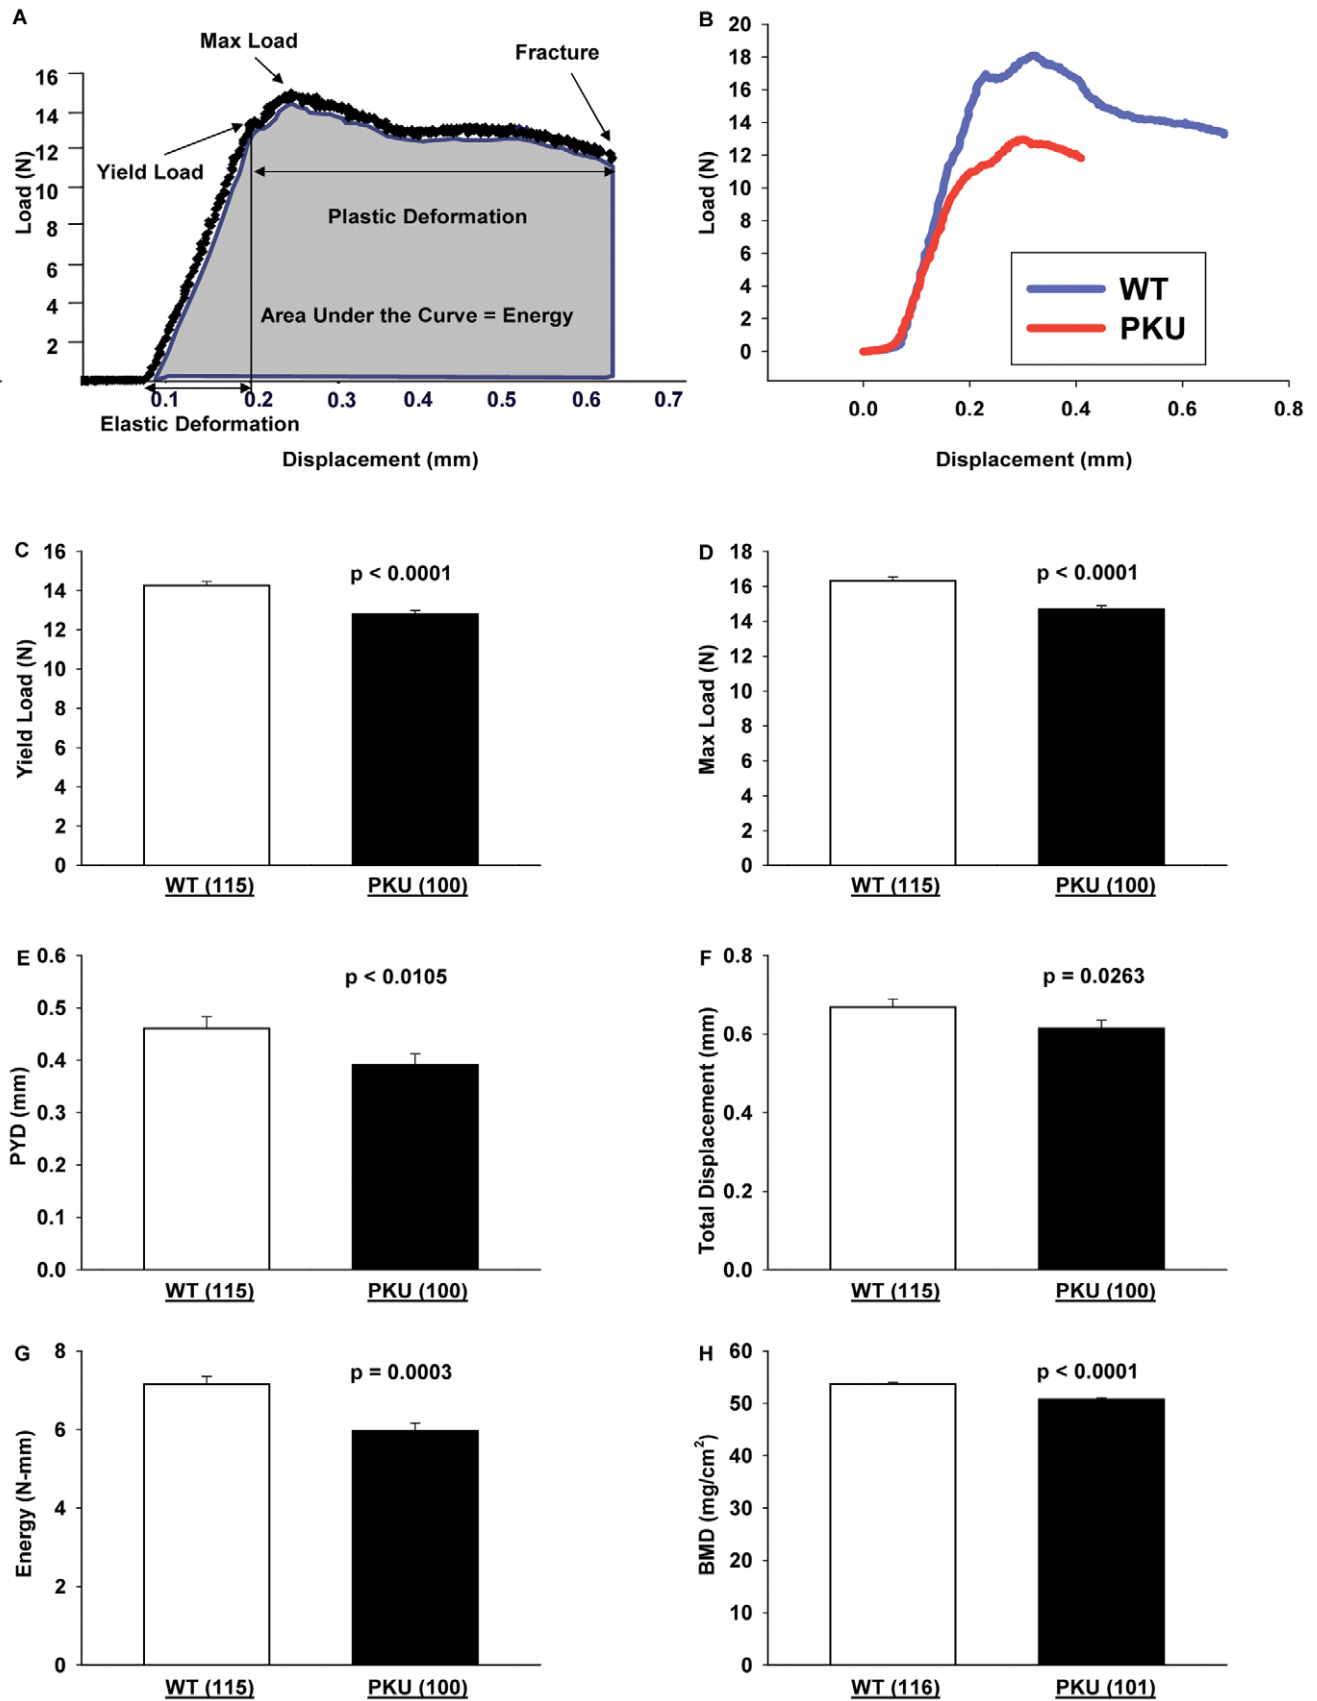 A
Max Load
Fracture
Yield Load
Plastic Deformation
Area Under the Curve = Energy
Elastic Deformation
Load (N)
16
14
12
10
8
6
4
2
0.1 0.2 0.3 0.4 0.5 0.6 0.7
Displacement (mm)
B
Load (N)
20
18
16
14
12
10
8
6
4
2
0
WT
PKU
0.0 0.2 0.4 0.6 0.8
Displacement (mm)
C
Yield Load (N)
16
14
12
10
8
6
4
2
0
p < 0.0001
WT (115) PKU (100)
D
Max Load (N)
18
16
14
12
10
8
6
4
2
0
p < 0.0001
WT (115) PKU (100)
E
PYD (mm)
0.6
0.5
0.4
0.3
0.2
0.1
0.0
p < 0.0105
WT (115) PKU (100)
F
Total Displacement (mm)
0.8
0.6
0.4
0.2
0.0
p = 0.0263
WT (115) PKU (100)
G
Energy (N-mm)
8
6
4
2
0
p = 0.0003
WT (115) PKU (100)
H
BMD (mg/cm²)
60
50
40
30
20
10
0
p < 0.0001
WT (116) PKU (101)